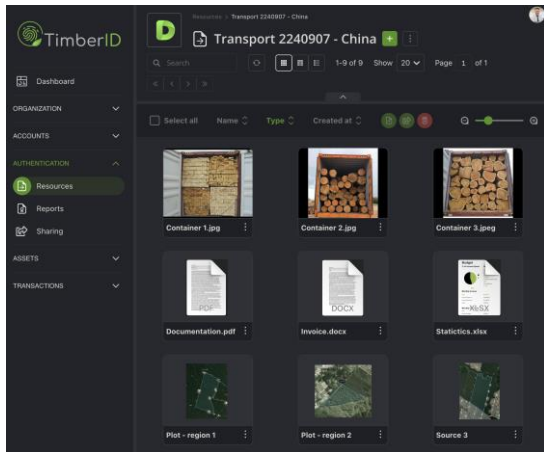 TimberID
Dashboard
ORGANIZATION
ACCOUNTS
AUTHENTICATION
Resources
Reports
Sharing
ASSETS
TRANSACTIONS
D
Resources > Transport 2240907 - China
Transport 2240907 - China
Search
1-9 of 9 Show 20 Page 1 of 1
Select all Name Type Created at
Container 1.jpg
Container 2.jpg
Container 3.jpeg
PDF
DOCX
Budget
XLSX
Documentation.pdf
Invoice.docx
Statictics.xlsx
Plot - region 1
Plot - region 2
Source 3